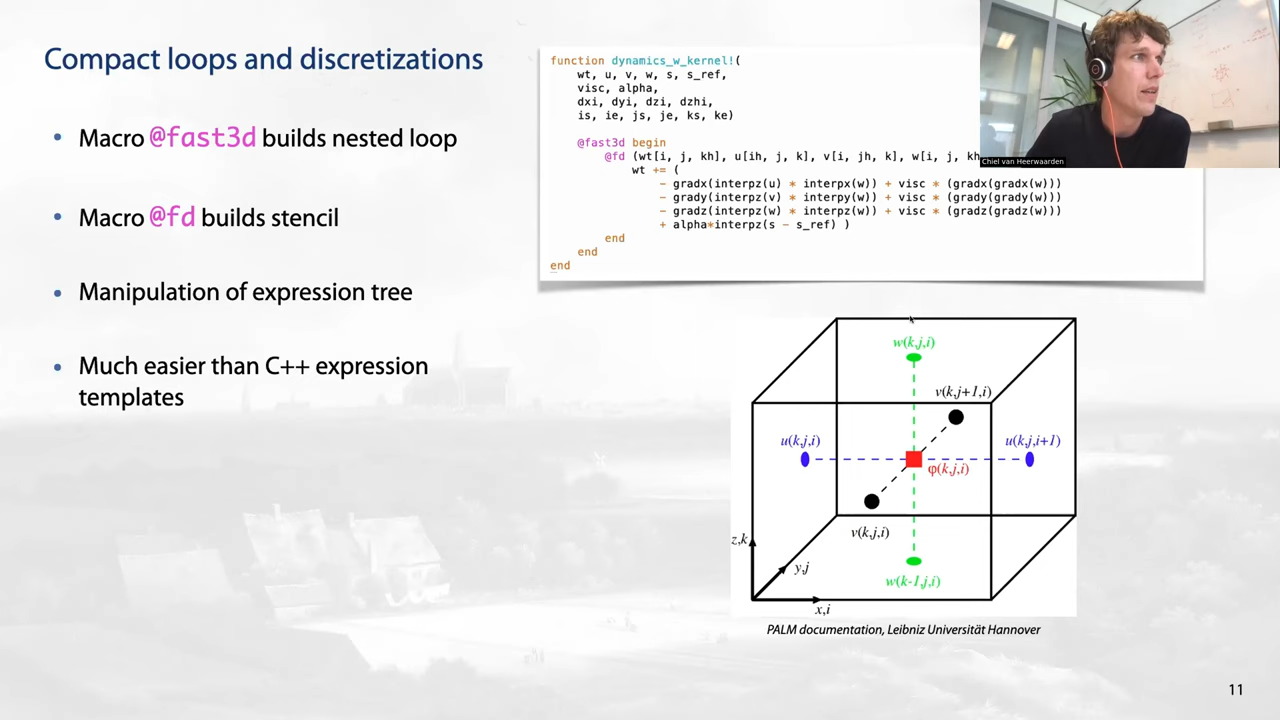 Compact loops and discretizations
• Macro @fast3d builds nested loop
• Macro @fd builds stencil
• Manipulation of expression tree
• Much easier than C++ expression
templates
function dynamics_w_kernel!(
wt, u, v, w, s, s_ref,
visc, alpha,
dxi, dyi, dzi, dzhi,
is, ie, js, je, ks, ke)
@fast3d begin
@fd (wt[i, j, kh], u[ih, j, k], v[i, jh, k], w[i, j, kh
wt += (
- gradx(interpz(u) * interpx(w)) + visc * (gradx(gradx(w)))
- grady(interpz(v) * interpy(w)) + visc * (grady(grady(w)))
- gradz(interpz(w) * interpz(w)) + visc * (gradz(gradz(w)))
+ alpha*interpz(s - s_ref) )
end
end
end
Chiel van Heerwaarden
w(k,j,i)
v(k,j+1,i)
u(k,j,i)
u(k,j,i+1)
φ(k,j,i)
v(k,j,i)
z,k
y,j
w(k-1,j,i)
x,i
PALM documentation, Leibniz Universität Hannover
11